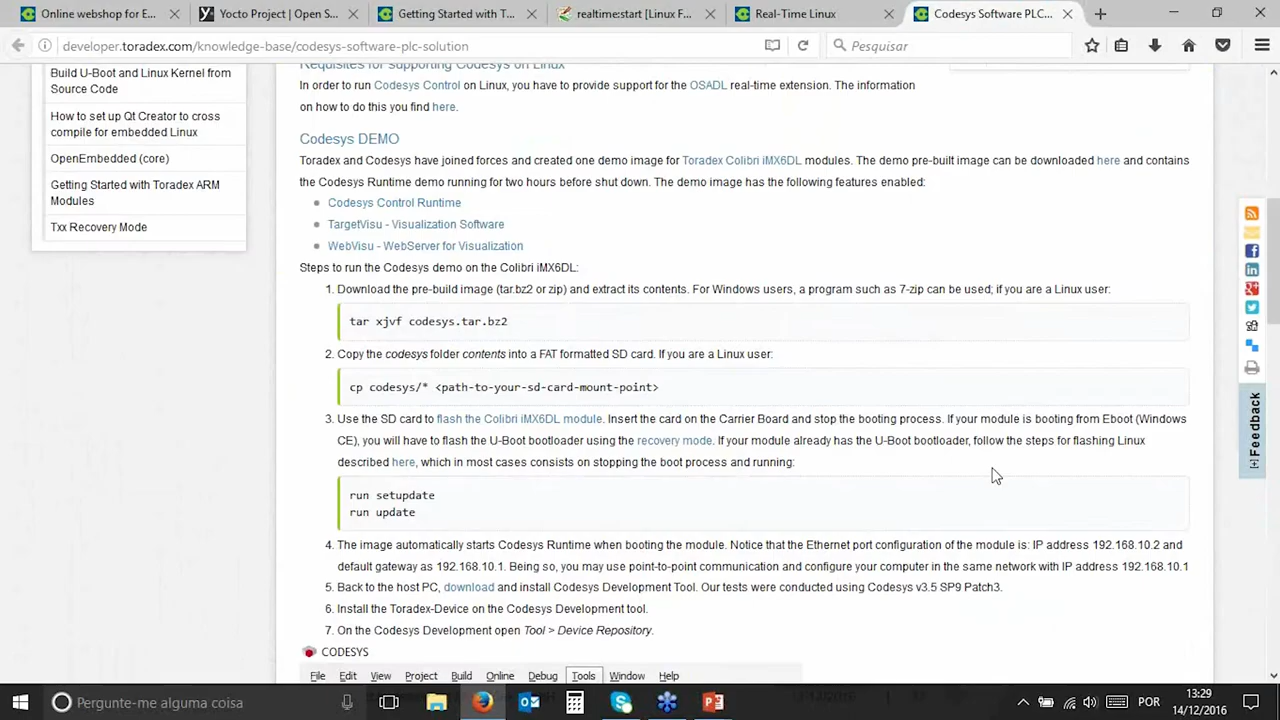 Online webshop for E...
Yocto Project | Open S...
Getting Started with T...
realtime:start [Linux F...
Real-Time Linux
Codesys Software PLC...
developer.toradex.com/knowledge-base/codesys-software-plc-solution
Pesquisar
Build U-Boot and Linux Kernel from
Source Code
How to set up Qt Creator to cross
compile for embedded Linux
OpenEmbedded (core)
Getting Started with Toradex ARM
Modules
Txx Recovery Mode
Requisites for supporting Codesys on Linux
In order to run Codesys Control on Linux, you have to provide support for the OSADL real-time extension. The information
on how to do this you find here.
Codesys DEMO
Toradex and Codesys have joined forces and created one demo image for Toradex Colibri iMX6DL modules. The demo pre-built image can be downloaded here and contains
the Codesys Runtime demo running for two hours before shut down. The demo image has the following features enabled:
Codesys Control Runtime
TargetVisu - Visualization Software
WebVisu - WebServer for Visualization
Steps to run the Codesys demo on the Colibri iMX6DL:
1. Download the pre-build image (tar.bz2 or zip) and extract its contents. For Windows users, a program such as 7-zip can be used; if you are a Linux user:
tar xjvf codesys.tar.bz2
2. Copy the codesys folder contents into a FAT formatted SD card. If you are a Linux user:
cp codesys/* <path-to-your-sd-card-mount-point>
3. Use the SD card to flash the Colibri iMX6DL module. Insert the card on the Carrier Board and stop the booting process. If your module is booting from Eboot (Windows
CE), you will have to flash the U-Boot bootloader using the recovery mode. If your module already has the U-Boot bootloader, follow the steps for flashing Linux
described here, which in most cases consists on stopping the boot process and running:
run setupdate
run update
4. The image automatically starts Codesys Runtime when booting the module. Notice that the Ethernet port configuration of the module is: IP address 192.168.10.2 and
default gateway as 192.168.10.1. Being so, you may use point-to-point communication and configure your computer in the same network with IP address 192.168.10.1
5. Back to the host PC, download and install Codesys Development Tool. Our tests were conducted using Codesys v3.5 SP9 Patch3.
6. Install the Toradex-Device on the Codesys Development tool.
7. On the Codesys Development open Tool > Device Repository.
CODESYS
File Edit View Project Build Online Debug Tools Window Help
[+] Feedback
Pergunte-me alguma coisa
POR
13:29
14/12/2016